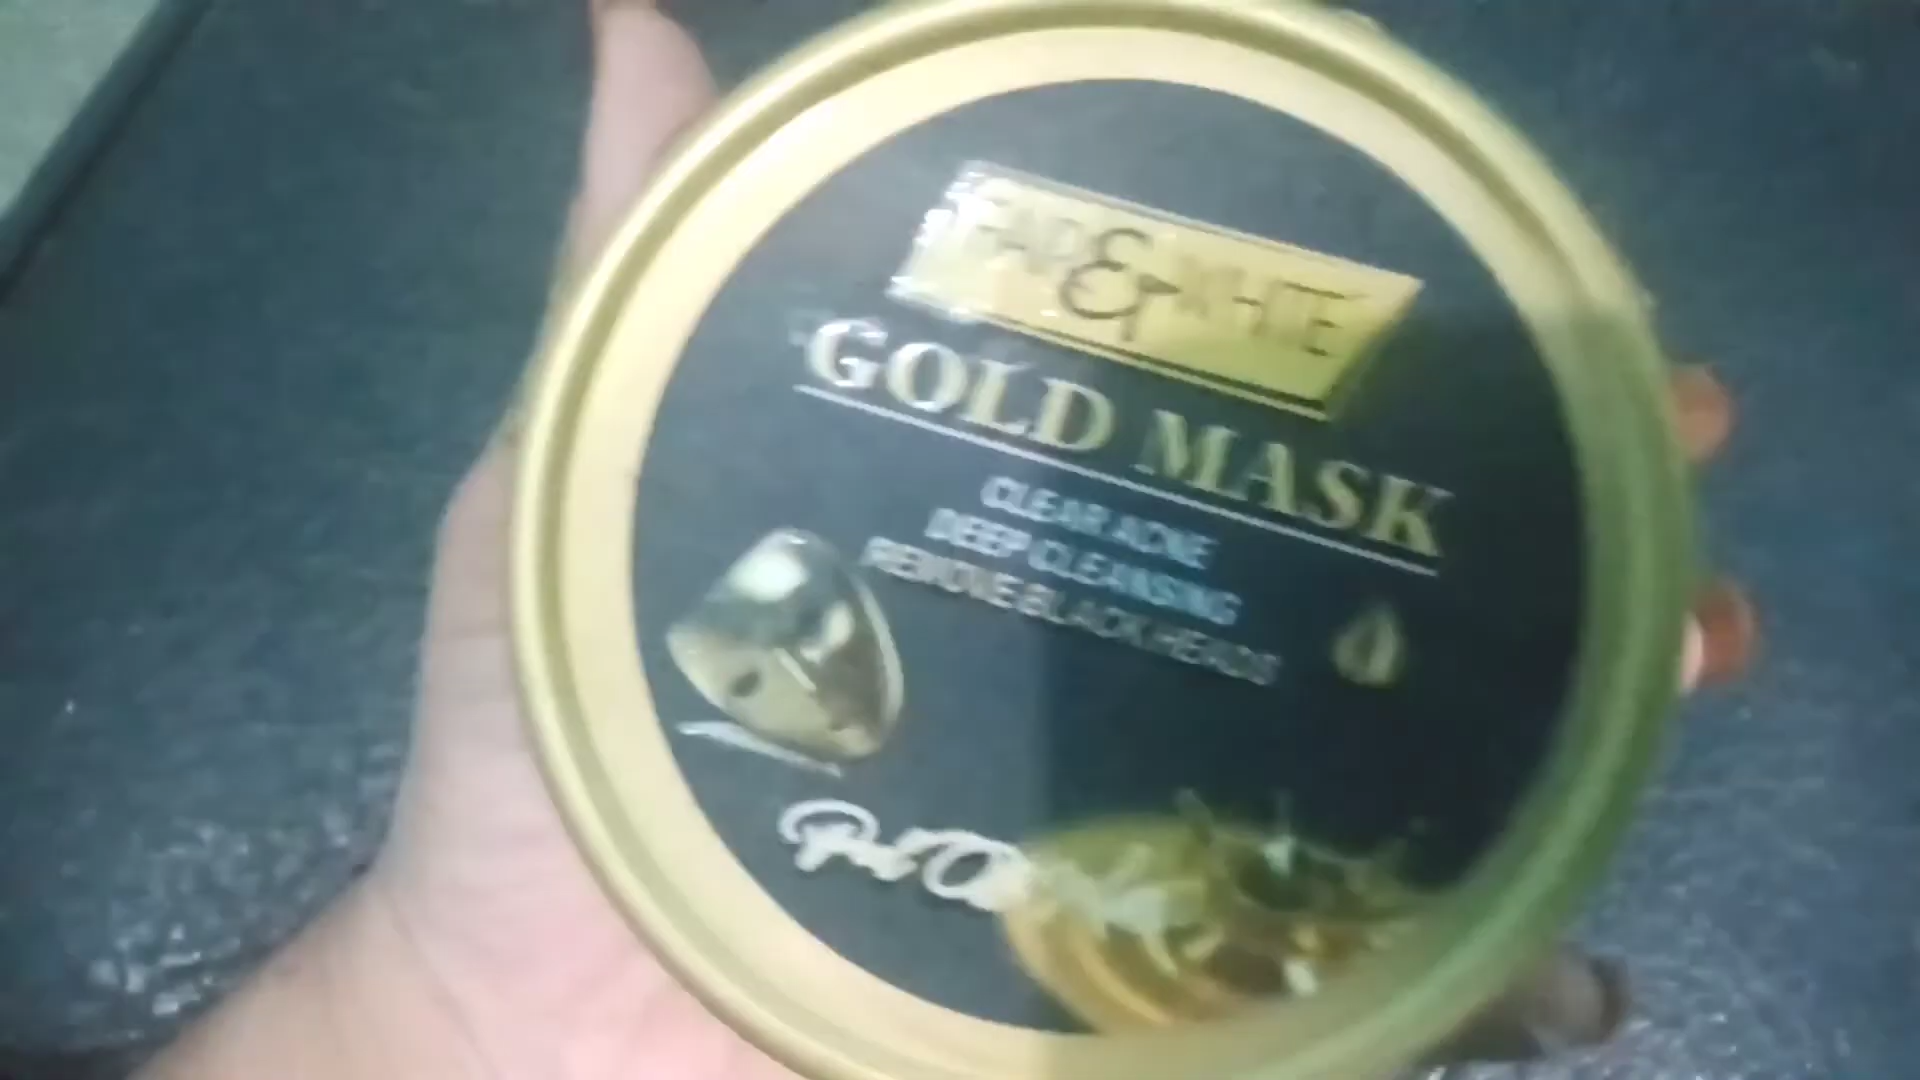 FAIR & WHITE
GOLD MASK
CLEAR ACNE
DEEP CLEANSING
REMOVE BLACK HEADS